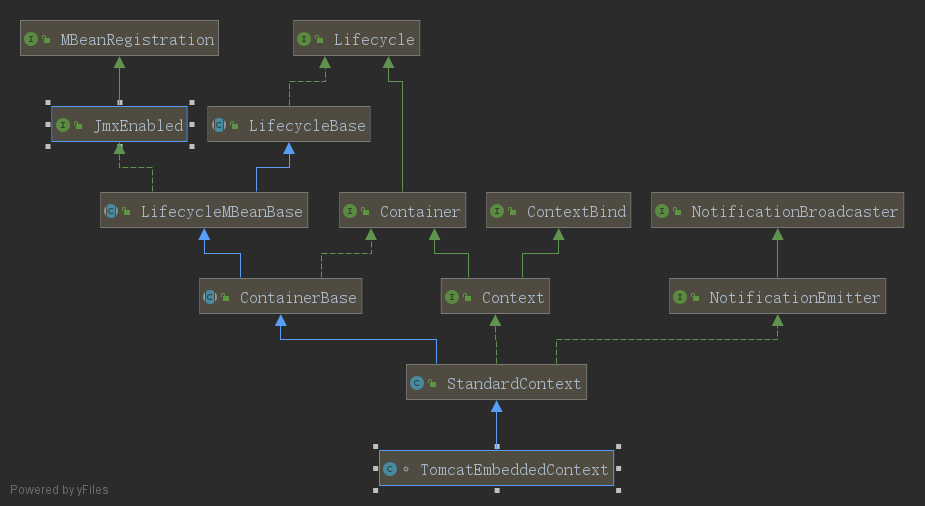 MBeanRegistration
Lifecycle
JmxEnabled
LifecycleBase
LifecycleMBeanBase
Container
ContextBind
NotificationBroadcaster
ContainerBase
Context
NotificationEmitter
StandardContext
TomcatEmbeddedContext
Powered by yFiles